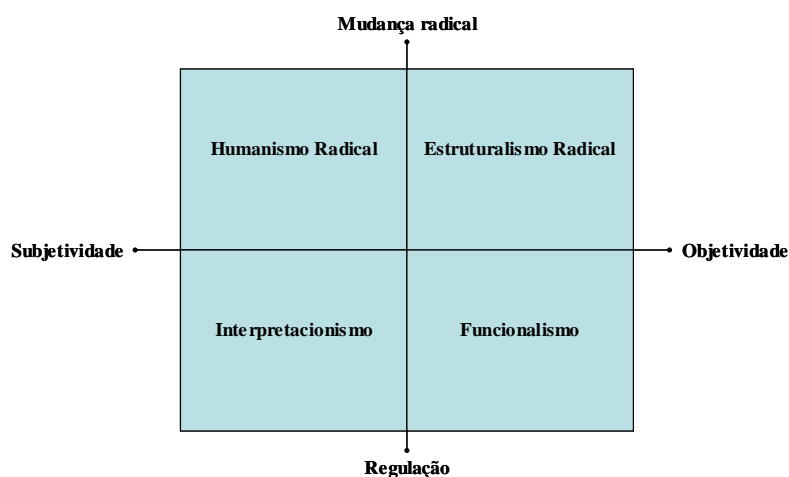 Mudança radical
Humanismo Radical
Estruturalismo Radical
Subjetividade
Objetividade
Interpretacionismo
Funcionalismo
Regulação